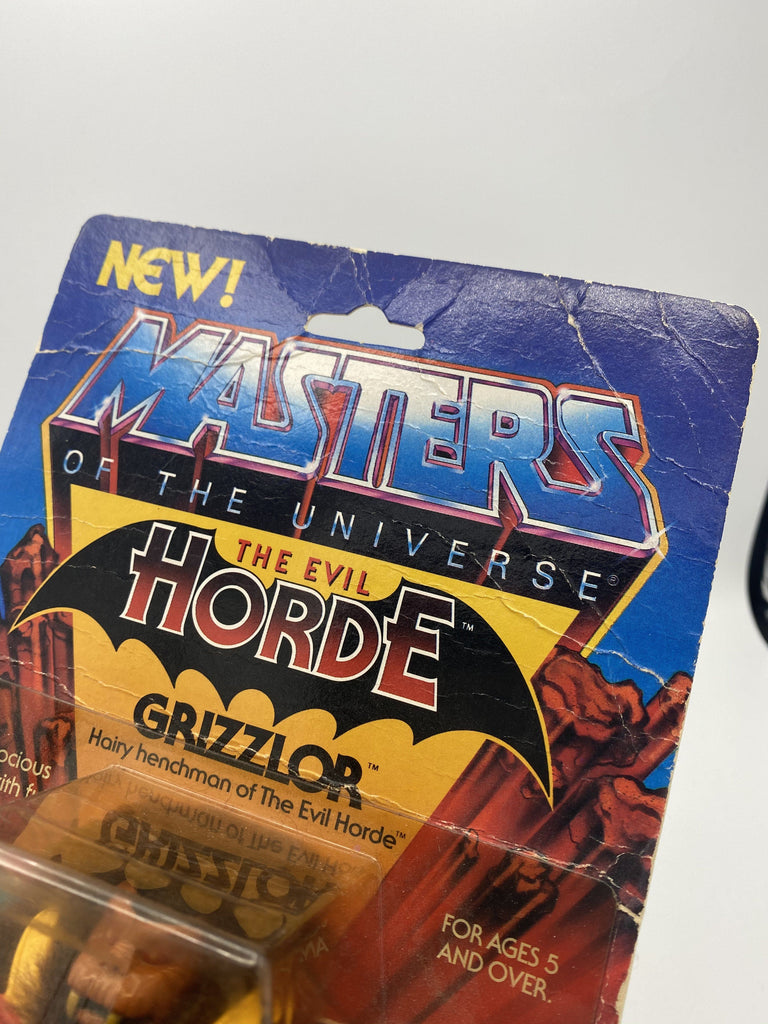 NEW!
MASTERS
OF THE UNIVERSE®
THE EVIL
HORDE™
GRIZZLOR™
Hairy henchman of The Evil Horde™
FOR AGES 5
AND OVER.